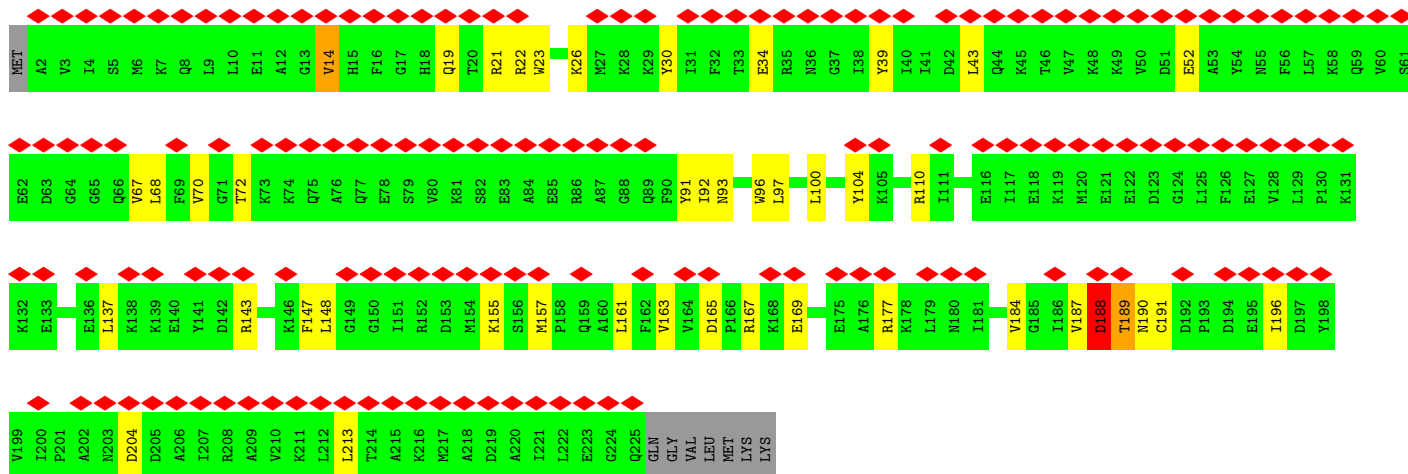 MET A2 V3 I4 S5 M6 K7 Q8 L9 L10 E11 A12 G13 V14 H15 F16 G17 H18 Q19 T20 R21 R22 W23 K26 M27 K28 K29 Y30 I31 F32 T33 E34 R35 N36 G37 I38 Y39 I40 I41 D42 L43 Q44 K45 T46 V47 K48 K49 V50 D51 E52 A53 Y54 N55 F56 L57 K58 Q59 V60 S61
E62 D63 G64 G65 Q66 V67 L68 F69 V70 G71 T72 K73 K74 Q75 A76 Q77 E78 S79 V80 K81 S82 E83 A84 E85 R86 A87 G88 Q89 F90 Y91 I92 N93 W96 L97 L100 Y104 K105 R110 I111 E116 I117 E118 K119 M120 E121 E122 D123 G124 L125 F126 E127 V128 L129 P130 K131
K132 E133 E136 L137 K138 K139 E140 Y141 D142 R143 K146 F147 L148 G149 G150 I151 R152 D153 M154 K155 S156 M157 P158 Q159 A160 L161 F162 V163 V164 D165 P166 R167 K168 E169 E175 A176 R177 K178 L179 N180 I181 V184 G185 I186 V187 D188 T189 N190 C191 D192 P193 D194 E195 I196 D197 Y198
V199 I200 P201 A202 N203 D204 D205 A206 I207 R208 A209 V210 K211 L212 L213 T214 A215 K216 M217 A218 D219 A220 I221 L222 E223 G224 Q225 GLN GLY VAL LEU MET LYS LYS